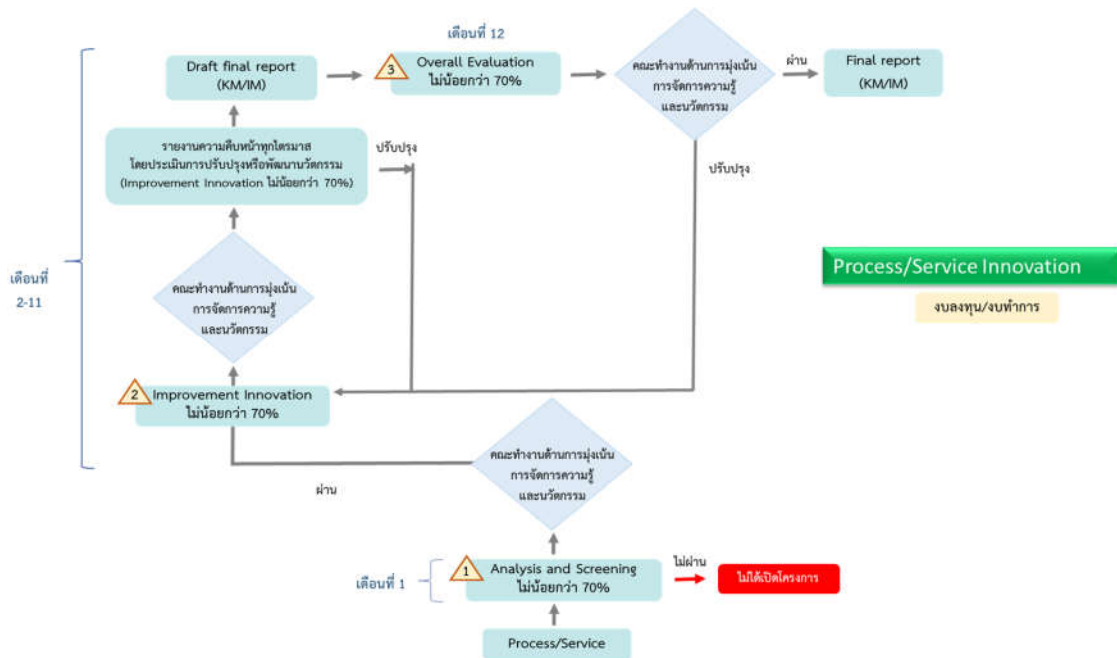 เดือนที่ 12
Draft final report
(KM/IM)
3
Overall Evaluation
ไม่น้อยกว่า 70%
คณะทำงานด้านการมุ่งเน้น
การจัดการความรู้
และนวัตกรรม
ผ่าน
Final report
(KM/IM)
รายงานความคืบหน้าทุกไตรมาส
โดยประเมินการปรับปรุงหรือพัฒนานวัตกรรม
(Improvement Innovation ไม่น้อยกว่า 70%)
ปรับปรุง
ปรับปรุง
เดือนที่
2-11
คณะทำงานด้านการมุ่งเน้น
การจัดการความรู้
และนวัตกรรม
Process/Service Innovation
งบลงทุน/งบทำการ
2
Improvement Innovation
ไม่น้อยกว่า 70%
คณะทำงานด้านการมุ่งเน้น
การจัดการความรู้
และนวัตกรรม
ผ่าน
เดือนที่ 1
1
Analysis and Screening
ไม่น้อยกว่า 70%
ไม่ผ่าน
ไม่ได้เปิดโครงการ
Process/Service